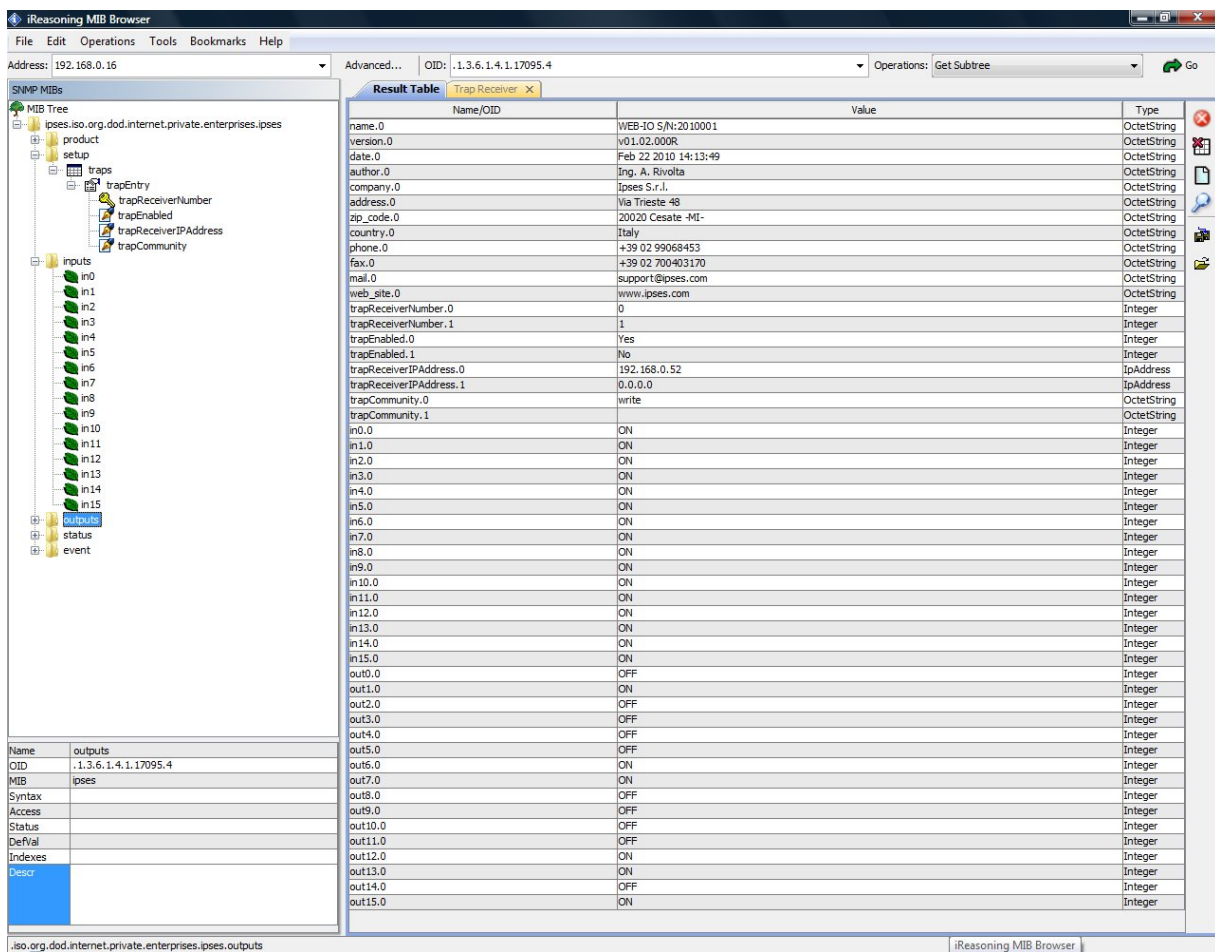 iReasoning MIB Browser
File Edit Operations Tools Bookmarks Help
Address: 192.168.0.16 Advanced... OID: .1.3.6.1.4.1.17095.4 Operations: Get Subtree Go
SNMP MIBs
MIB Tree
ipses.iso.org.dod.internet.private.enterprises.ipses
product
setup
traps
trapEntry
trapReceiverNumber
trapEnabled
trapReceiverIPAddress
trapCommunity
inputs
in0
in1
in2
in3
in4
in5
in6
in7
in8
in9
in10
in11
in12
in13
in14
in15
outputs
status
event
Name outputs
OID .1.3.6.1.4.1.17095.4
MIB ipses
Syntax
Access
Status
DefVal
Indexes
Descr
Result Table Trap Receiver
Name/OID Value Type
name.0 WEB-IO S/N:2010001 OctetString
version.0 v01.02.000R OctetString
date.0 Feb 22 2010 14:13:49 OctetString
author.0 Ing. A. Rivolta OctetString
company.0 Ipses S.r.l. OctetString
address.0 Via Trieste 48 OctetString
zip_code.0 20020 Cesate -MI- OctetString
country.0 Italy OctetString
phone.0 +39 02 99068453 OctetString
fax.0 +39 02 700403170 OctetString
mail.0 support@ipses.com OctetString
web_site.0 www.ipses.com OctetString
trapReceiverNumber.0 0 Integer
trapReceiverNumber.1 1 Integer
trapEnabled.0 Yes Integer
trapEnabled.1 No Integer
trapReceiverIPAddress.0 192.168.0.52 IpAddress
trapReceiverIPAddress.1 0.0.0.0 IpAddress
trapCommunity.0 write OctetString
trapCommunity.1 OctetString
in0.0 ON Integer
in1.0 ON Integer
in2.0 ON Integer
in3.0 ON Integer
in4.0 ON Integer
in5.0 ON Integer
in6.0 ON Integer
in7.0 ON Integer
in8.0 ON Integer
in9.0 ON Integer
in10.0 ON Integer
in11.0 ON Integer
in12.0 ON Integer
in13.0 ON Integer
in14.0 ON Integer
in15.0 ON Integer
out0.0 OFF Integer
out1.0 ON Integer
out2.0 OFF Integer
out3.0 OFF Integer
out4.0 OFF Integer
out5.0 OFF Integer
out6.0 ON Integer
out7.0 ON Integer
out8.0 OFF Integer
out9.0 OFF Integer
out10.0 OFF Integer
out11.0 OFF Integer
out12.0 ON Integer
out13.0 ON Integer
out14.0 OFF Integer
out15.0 ON Integer
.iso.org.dod.internet.private.enterprises.ipses.outputs
iReasoning MIB Browser